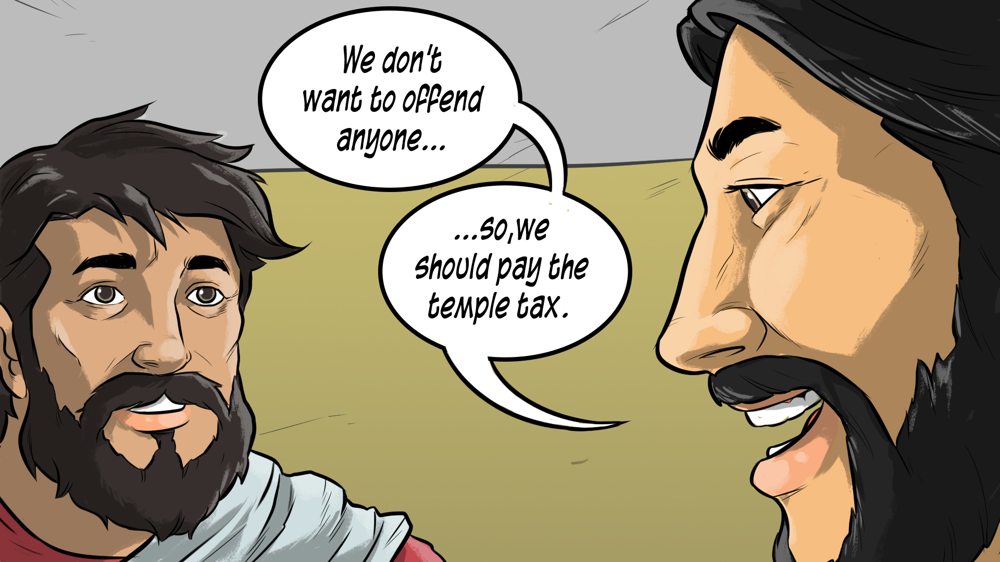 We don't
want to offend
anyone...
...so,we
should pay the
temple tax.